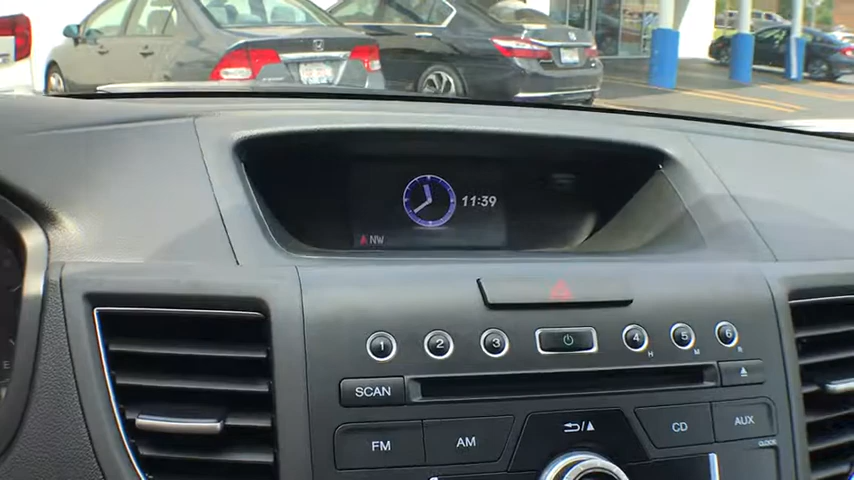 11:39
NW
1 2 3 4 5 6
H M R
SCAN
FM AM CD AUX
CLOCK